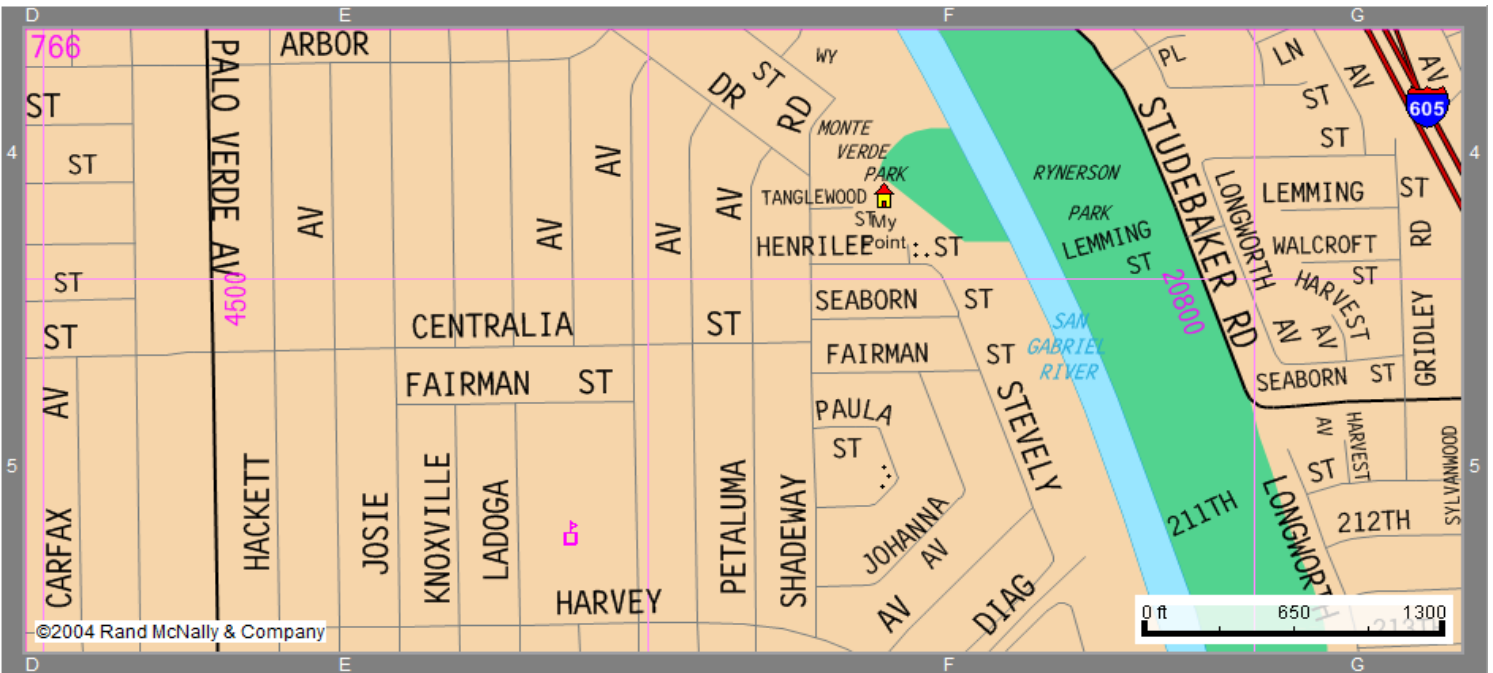 D E F G
766
ARBOR
ST
PALO VERDE AV
ST
AV
AV
AV
AV
AV
DR
ST
RD
WY
MONTE
VERDE
PARK
TANGLEWOOD
ST
My
Point
HENRILEE ST
RYNERSON
PARK
LEMMING
ST
STUDEBAKER RD
PL
LN
AV
AV
605
ST
ST
LEMMING ST
LONGWORTH
AV
WALCROFT
ST
RD
GRIDLEY
HARVEST
AV
4 4
ST
4500
20800
ST
CENTRALIA ST
SEABORN ST
FAIRMAN ST
SAN
GABRIEL
RIVER
SEABORN ST
FAIRMAN ST
AV
CARFAX
HACKETT
JOSIE
KNOXVILLE
LADOGA
PETALUMA
SHADEWAY
PAULA
ST
STEVELY
JOHANNA
AV
AV
DIAG
HARVEY
211TH
ST
LONGWORTH
AV
HARVEST
212TH
SYLVANWOOD
213TH
5 5
0 ft 650 1300
©2004 Rand McNally & Company
D E F G